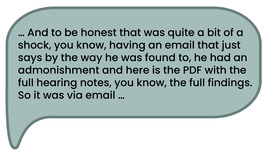 ... And to be honest that was quite a bit of a
shock, you know, having an email that just
says by the way he was found to, he had an
admonishment and here is the PDF with the
full hearing notes, you know, the full findings.
So it was via email ...